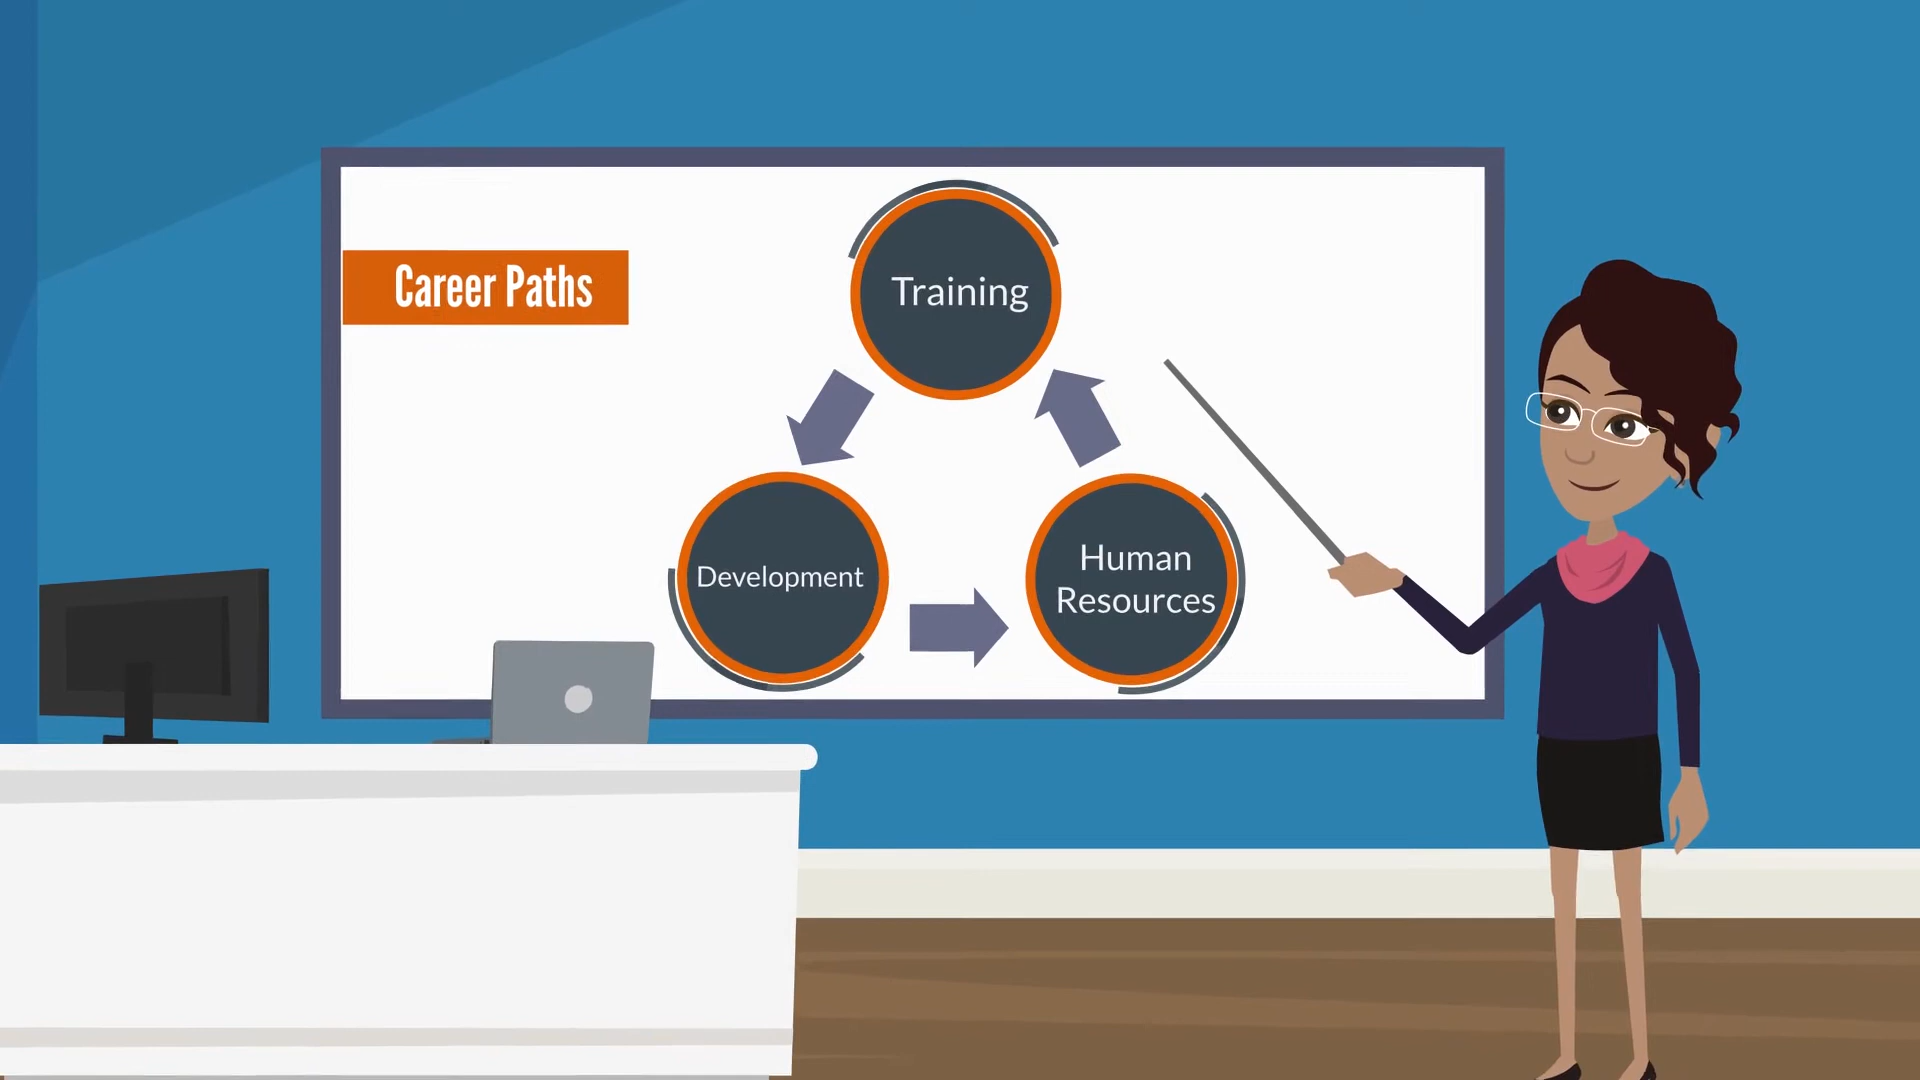 Career Paths
Training
Development
Human
Resources